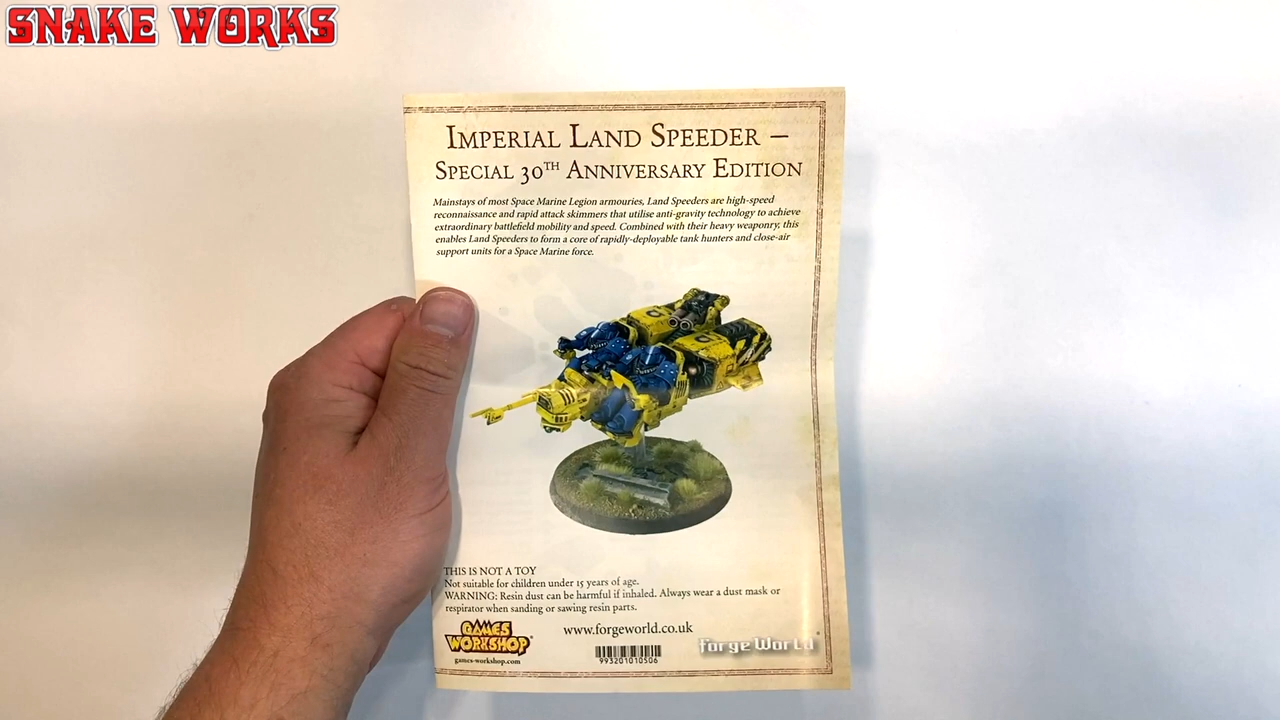 SNAKE WORKS
IMPERIAL LAND SPEEDER –
SPECIAL 30TH ANNIVERSARY EDITION
Mainstays of most Space Marine Legion armouries, Land Speeders are high-speed
reconnaissance and rapid attack skimmers that utilise anti-gravity technology to achieve
extraordinary battlefield mobility and speed. Combined with their heavy weaponry, this
enables Land Speeders to form a core of rapidly-deployable tank hunters and close-air
support units for a Space Marine force.
THIS IS NOT A TOY
Not suitable for children under 15 years of age.
WARNING: Resin dust can be harmful if inhaled. Always wear a dust mask or
respirator when sanding or sawing resin parts.
GAMES WORKSHOP®
games-workshop.com
www.forgeworld.co.uk
993201010506
Forge World®